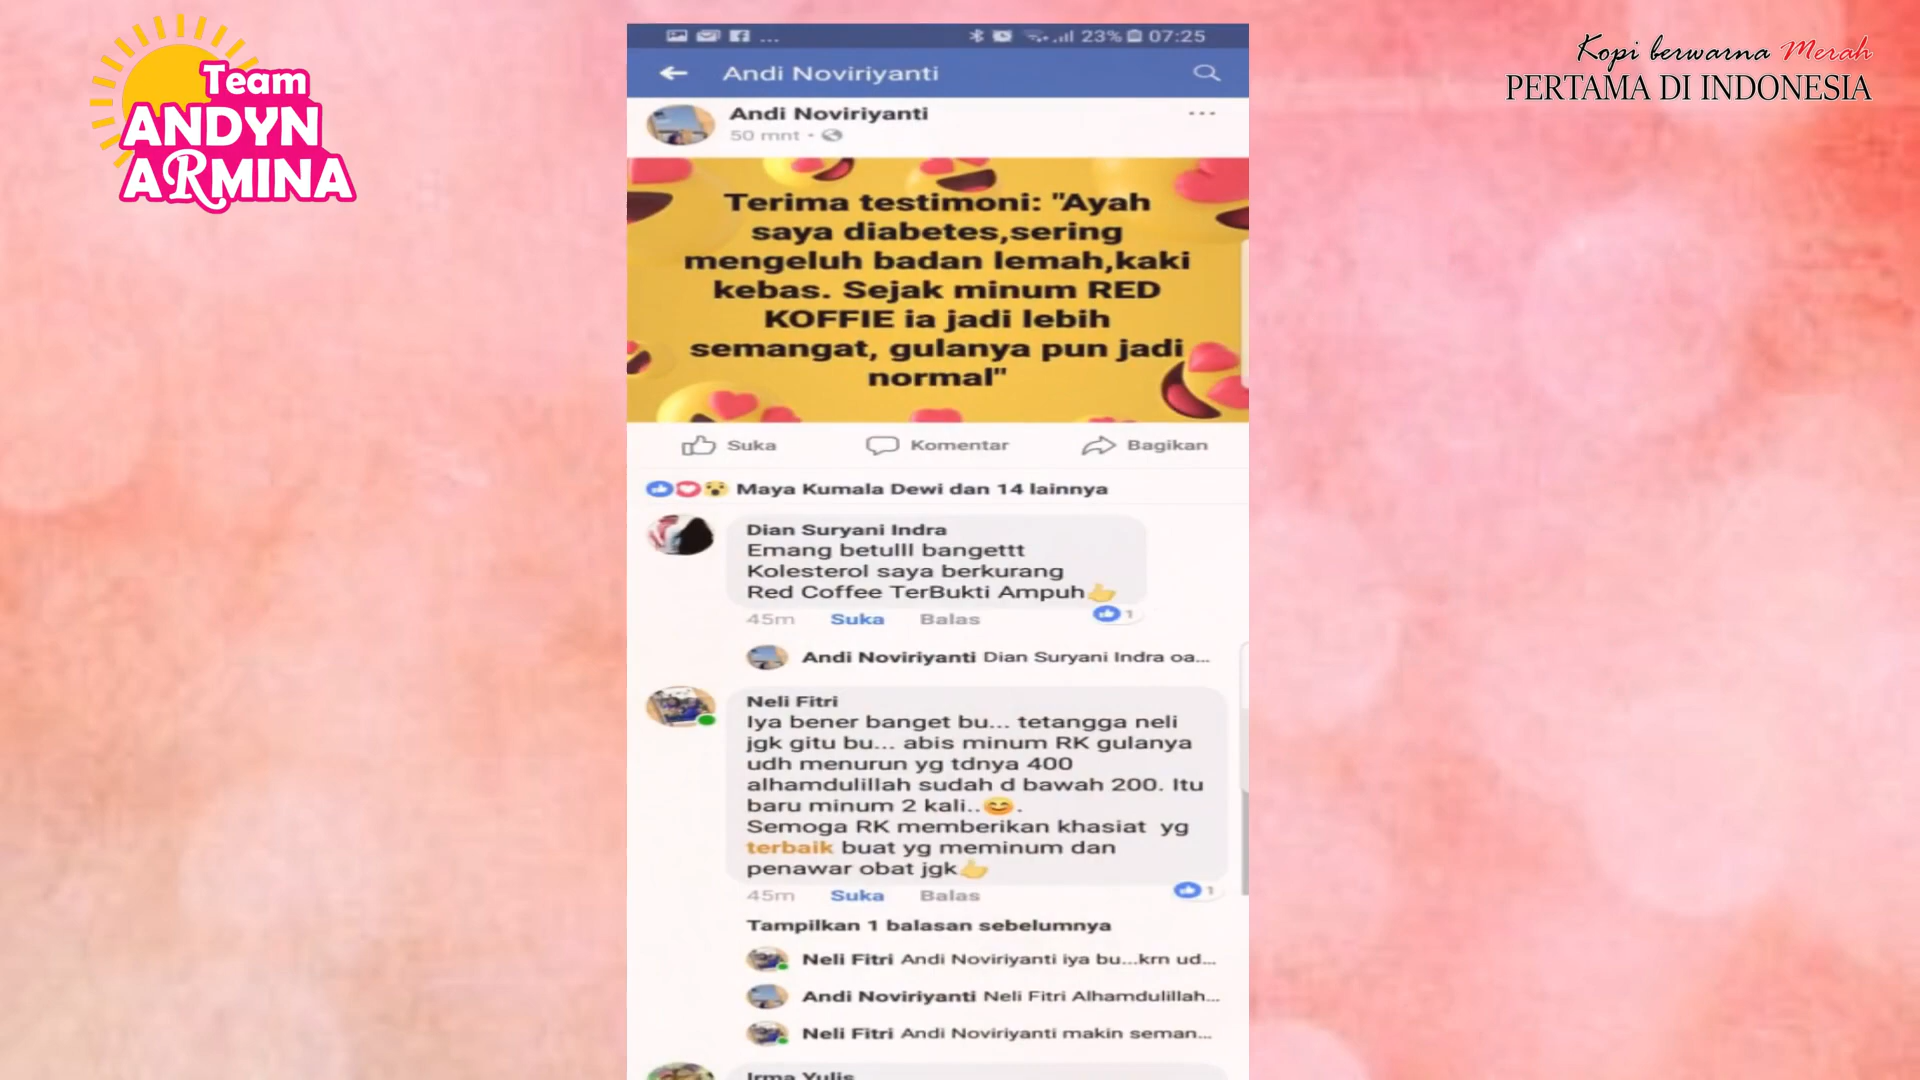 Team
ANDYN
ARMINA
Kopi berwarna Merah
PERTAMA DI INDONESIA
... 23% 07:25
Andi Noviriyanti
Andi Noviriyanti
50 mnt ·
Terima testimoni: "Ayah
saya diabetes,sering
mengeluh badan lemah,kaki
kebas. Sejak minum RED
KOFFIE ia jadi lebih
semangat, gulanya pun jadi
normal"
Suka Komentar Bagikan
Maya Kumala Dewi dan 14 lainnya
Dian Suryani Indra
Emang betulll bangettt
Kolesterol saya berkurang
Red Coffee TerBukti Ampuh
45m Suka Balas 1
Andi Noviriyanti Dian Suryani Indra oa...
Neli Fitri
Iya bener banget bu... tetangga neli
jgk gitu bu... abis minum RK gulanya
udh menurun yg tdnya 400
alhamdulillah sudah d bawah 200. Itu
baru minum 2 kali..😊.
Semoga RK memberikan khasiat yg
terbaik buat yg meminum dan
penawar obat jgk
45m Suka Balas 1
Tampilkan 1 balasan sebelumnya
Neli Fitri Andi Noviriyanti iya bu...krn ud...
Andi Noviriyanti Neli Fitri Alhamdulillah...
Neli Fitri Andi Noviriyanti makin seman...
Irma Yulis